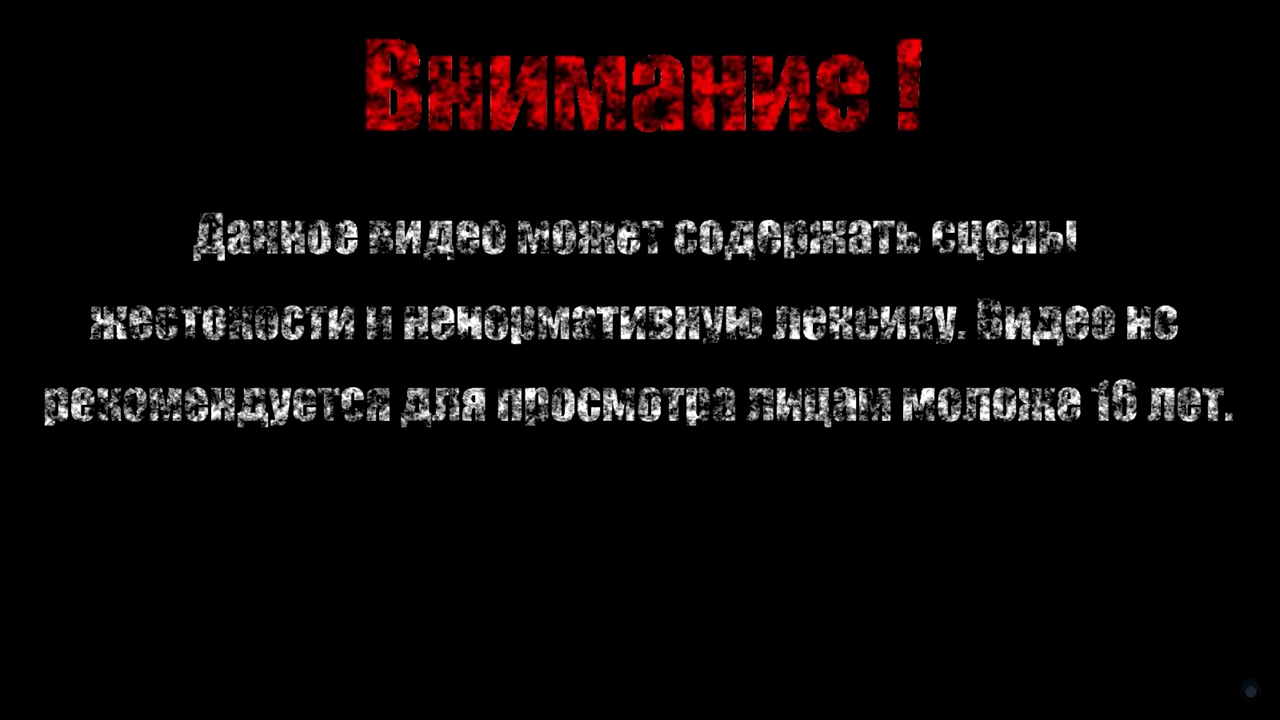 Внимание !
Данное видео может содержать сцены
жестокости и ненормативную лексику. Видео не
рекомендуется для просмотра лицам моложе 16 лет.